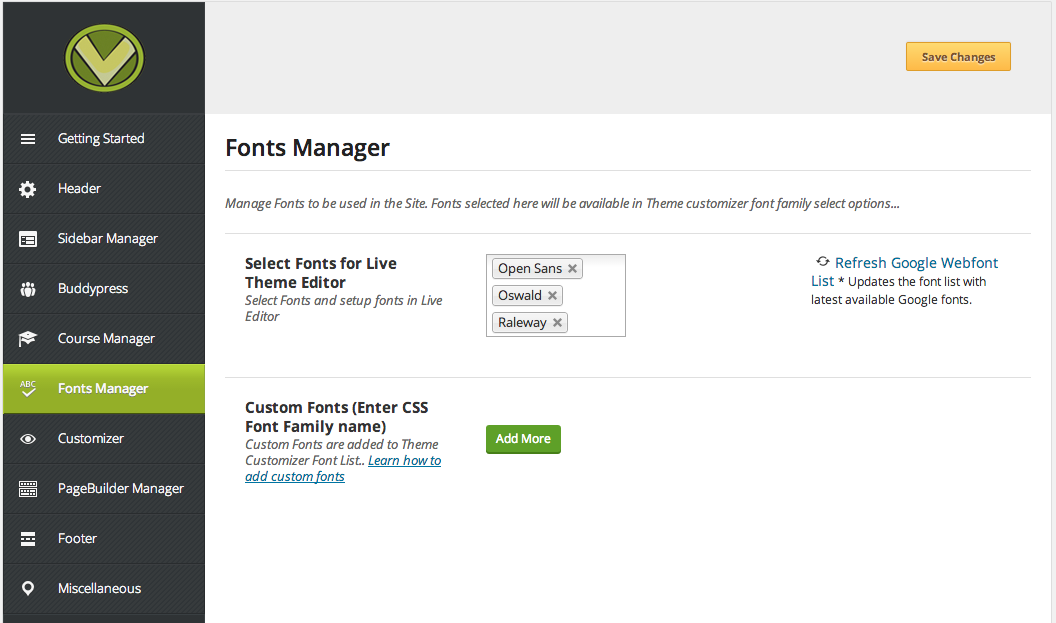 Save Changes
Getting Started
Header
Sidebar Manager
Buddypress
Course Manager
ABC
Fonts Manager
Customizer
PageBuilder Manager
Footer
Miscellaneous
Fonts Manager
Manage Fonts to be used in the Site. Fonts selected here will be available in Theme customizer font family select options...
Select Fonts for Live
Theme Editor
Select Fonts and setup fonts in Live
Editor
Open Sans
Oswald
Raleway
Refresh Google Webfont
List * Updates the font list with
latest available Google fonts.
Custom Fonts (Enter CSS
Font Family name)
Custom Fonts are added to Theme
Customizer Font List.. Learn how to
add custom fonts
Add More